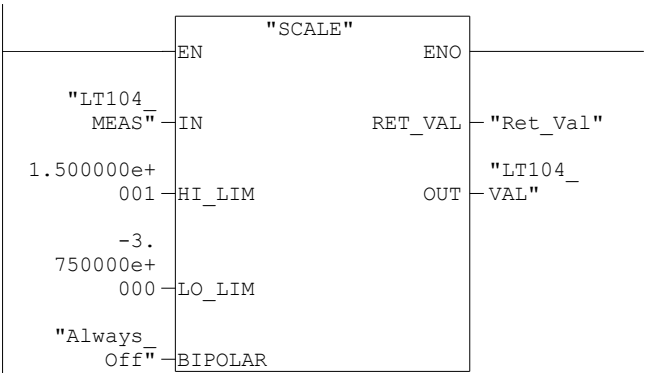 "SCALE"
EN ENO
"LT104_
MEAS" IN RET_VAL "Ret_Val"
1.500000e+ "LT104_
001 HI_LIM OUT VAL"
-3.
750000e+
000 LO_LIM
"Always_
Off" BIPOLAR